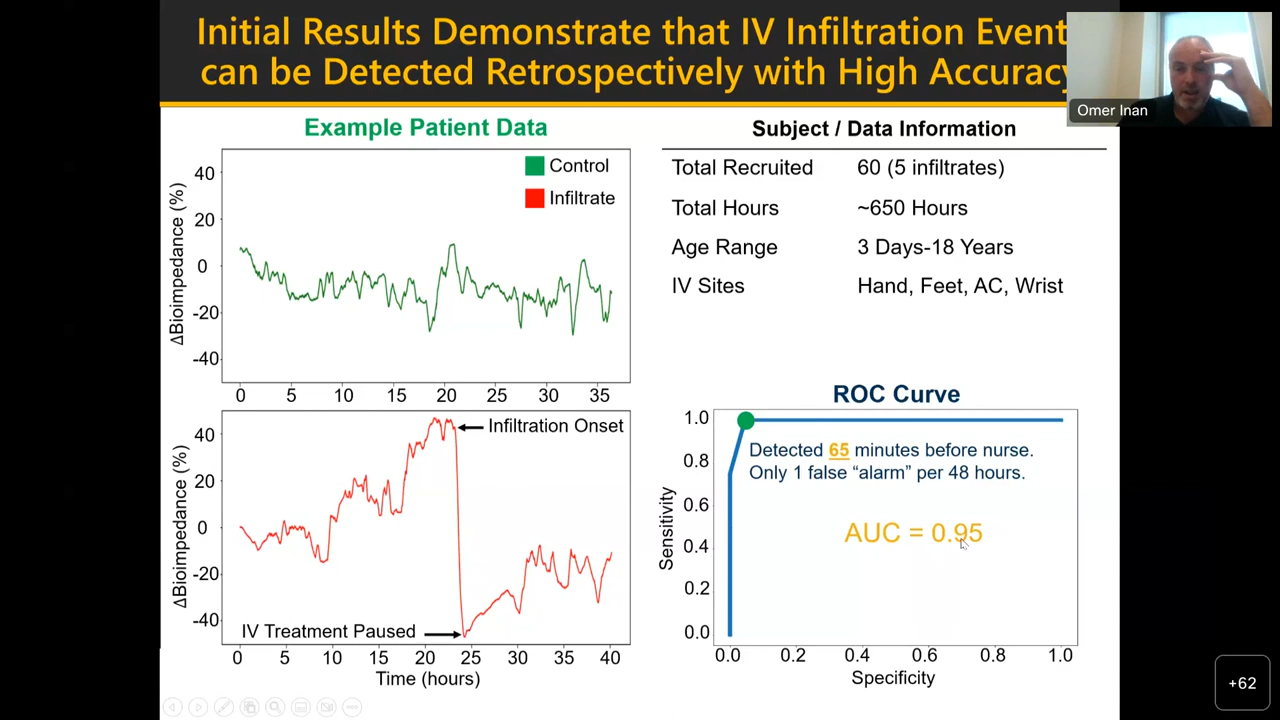 Initial Results Demonstrate that IV Infiltration Event
can be Detected Retrospectively with High Accuracy
Omer Inan
Example Patient Data
Control
Infiltrate
ΔBioimpedance (%)
40
20
0
-20
-40
0 5 10 15 20 25 30 35
Infiltration Onset
IV Treatment Paused
ΔBioimpedance (%)
40
20
0
-20
-40
0 5 10 15 20 25 30 35 40
Time (hours)
Subject / Data Information
Total Recruited 60 (5 infiltrates)
Total Hours ~650 Hours
Age Range 3 Days-18 Years
IV Sites Hand, Feet, AC, Wrist
ROC Curve
Detected 65 minutes before nurse.
Only 1 false “alarm” per 48 hours.
AUC = 0.95
Sensitivity
1.0
0.8
0.6
0.4
0.2
0.0
0.0 0.2 0.4 0.6 0.8 1.0
Specificity
+62